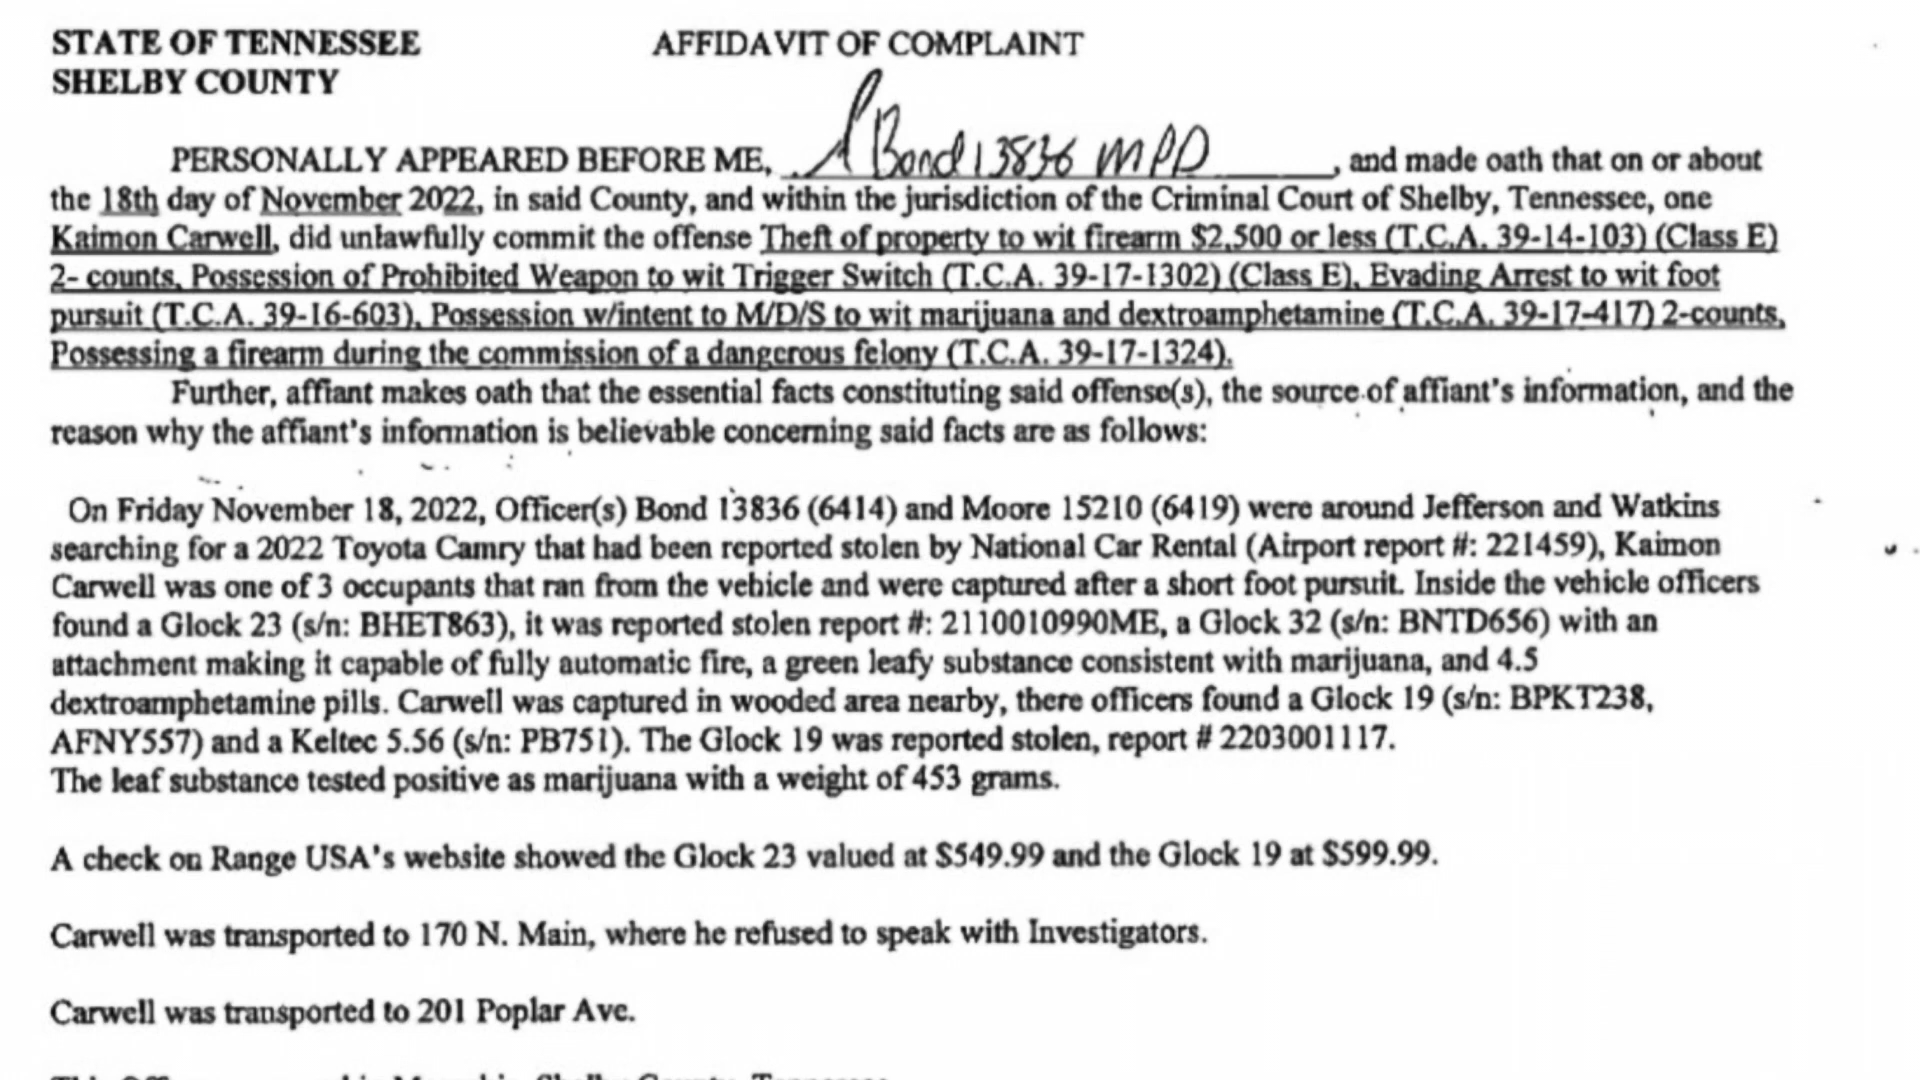 STATE OF TENNESSEE AFFIDAVIT OF COMPLAINT
SHELBY COUNTY
PERSONALLY APPEARED BEFORE ME, Bond 13836 MPD, and made oath that on or about
the 18th day of November 2022, in said County, and within the jurisdiction of the Criminal Court of Shelby, Tennessee, one
Kaimon Carwell, did unlawfully commit the offense Theft of property to wit firearm $2,500 or less (T.C.A. 39-14-103) (Class E)
2- counts, Possession of Prohibited Weapon to wit Trigger Switch (T.C.A. 39-17-1302) (Class E), Evading Arrest to wit foot
pursuit (T.C.A. 39-16-603), Possession w/intent to M/D/S to wit marijuana and dextroamphetamine (T.C.A. 39-17-417) 2-counts,
Possessing a firearm during the commission of a dangerous felony (T.C.A. 39-17-1324).
Further, affiant makes oath that the essential facts constituting said offense(s), the source of affiant's information, and the
reason why the affiant's information is believable concerning said facts are as follows:
On Friday November 18, 2022, Officer(s) Bond 13836 (6414) and Moore 15210 (6419) were around Jefferson and Watkins
searching for a 2022 Toyota Camry that had been reported stolen by National Car Rental (Airport report #: 221459), Kaimon
Carwell was one of 3 occupants that ran from the vehicle and were captured after a short foot pursuit. Inside the vehicle officers
found a Glock 23 (s/n: BHET863), it was reported stolen report #: 2110010990ME, a Glock 32 (s/n: BNTD656) with an
attachment making it capable of fully automatic fire, a green leafy substance consistent with marijuana, and 4.5
dextroamphetamine pills. Carwell was captured in wooded area nearby, there officers found a Glock 19 (s/n: BPKT238,
AFNY557) and a Keltec 5.56 (s/n: PB751). The Glock 19 was reported stolen, report # 2203001117.
The leaf substance tested positive as marijuana with a weight of 453 grams.
A check on Range USA's website showed the Glock 23 valued at $549.99 and the Glock 19 at $599.99.
Carwell was transported to 170 N. Main, where he refused to speak with Investigators.
Carwell was transported to 201 Poplar Ave.